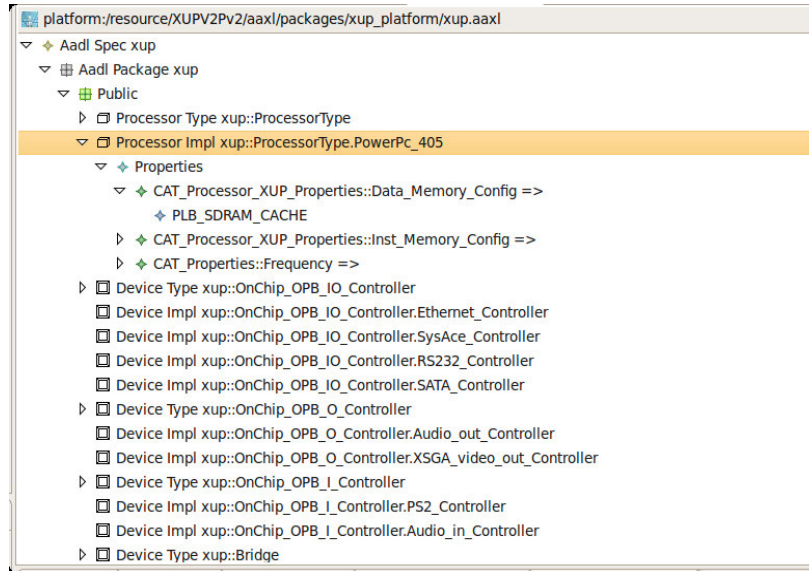 platform:/resource/XUPV2Pv2/aaxl/packages/xup_platform/xup.aaxl
Aadl Spec xup
Aadl Package xup
Public
Processor Type xup::ProcessorType
Processor Impl xup::ProcessorType.PowerPc_405
Properties
CAT_Processor_XUP_Properties::Data_Memory_Config =>
PLB_SDRAM_CACHE
CAT_Processor_XUP_Properties::Inst_Memory_Config =>
CAT_Properties::Frequency =>
Device Type xup::OnChip_OPB_IO_Controller
Device Impl xup::OnChip_OPB_IO_Controller.Ethernet_Controller
Device Impl xup::OnChip_OPB_IO_Controller.SysAce_Controller
Device Impl xup::OnChip_OPB_IO_Controller.RS232_Controller
Device Impl xup::OnChip_OPB_IO_Controller.SATA_Controller
Device Type xup::OnChip_OPB_O_Controller
Device Impl xup::OnChip_OPB_O_Controller.Audio_out_Controller
Device Impl xup::OnChip_OPB_O_Controller.XSGA_video_out_Controller
Device Type xup::OnChip_OPB_I_Controller
Device Impl xup::OnChip_OPB_I_Controller.PS2_Controller
Device Impl xup::OnChip_OPB_I_Controller.Audio_in_Controller
Device Type xup::Bridge